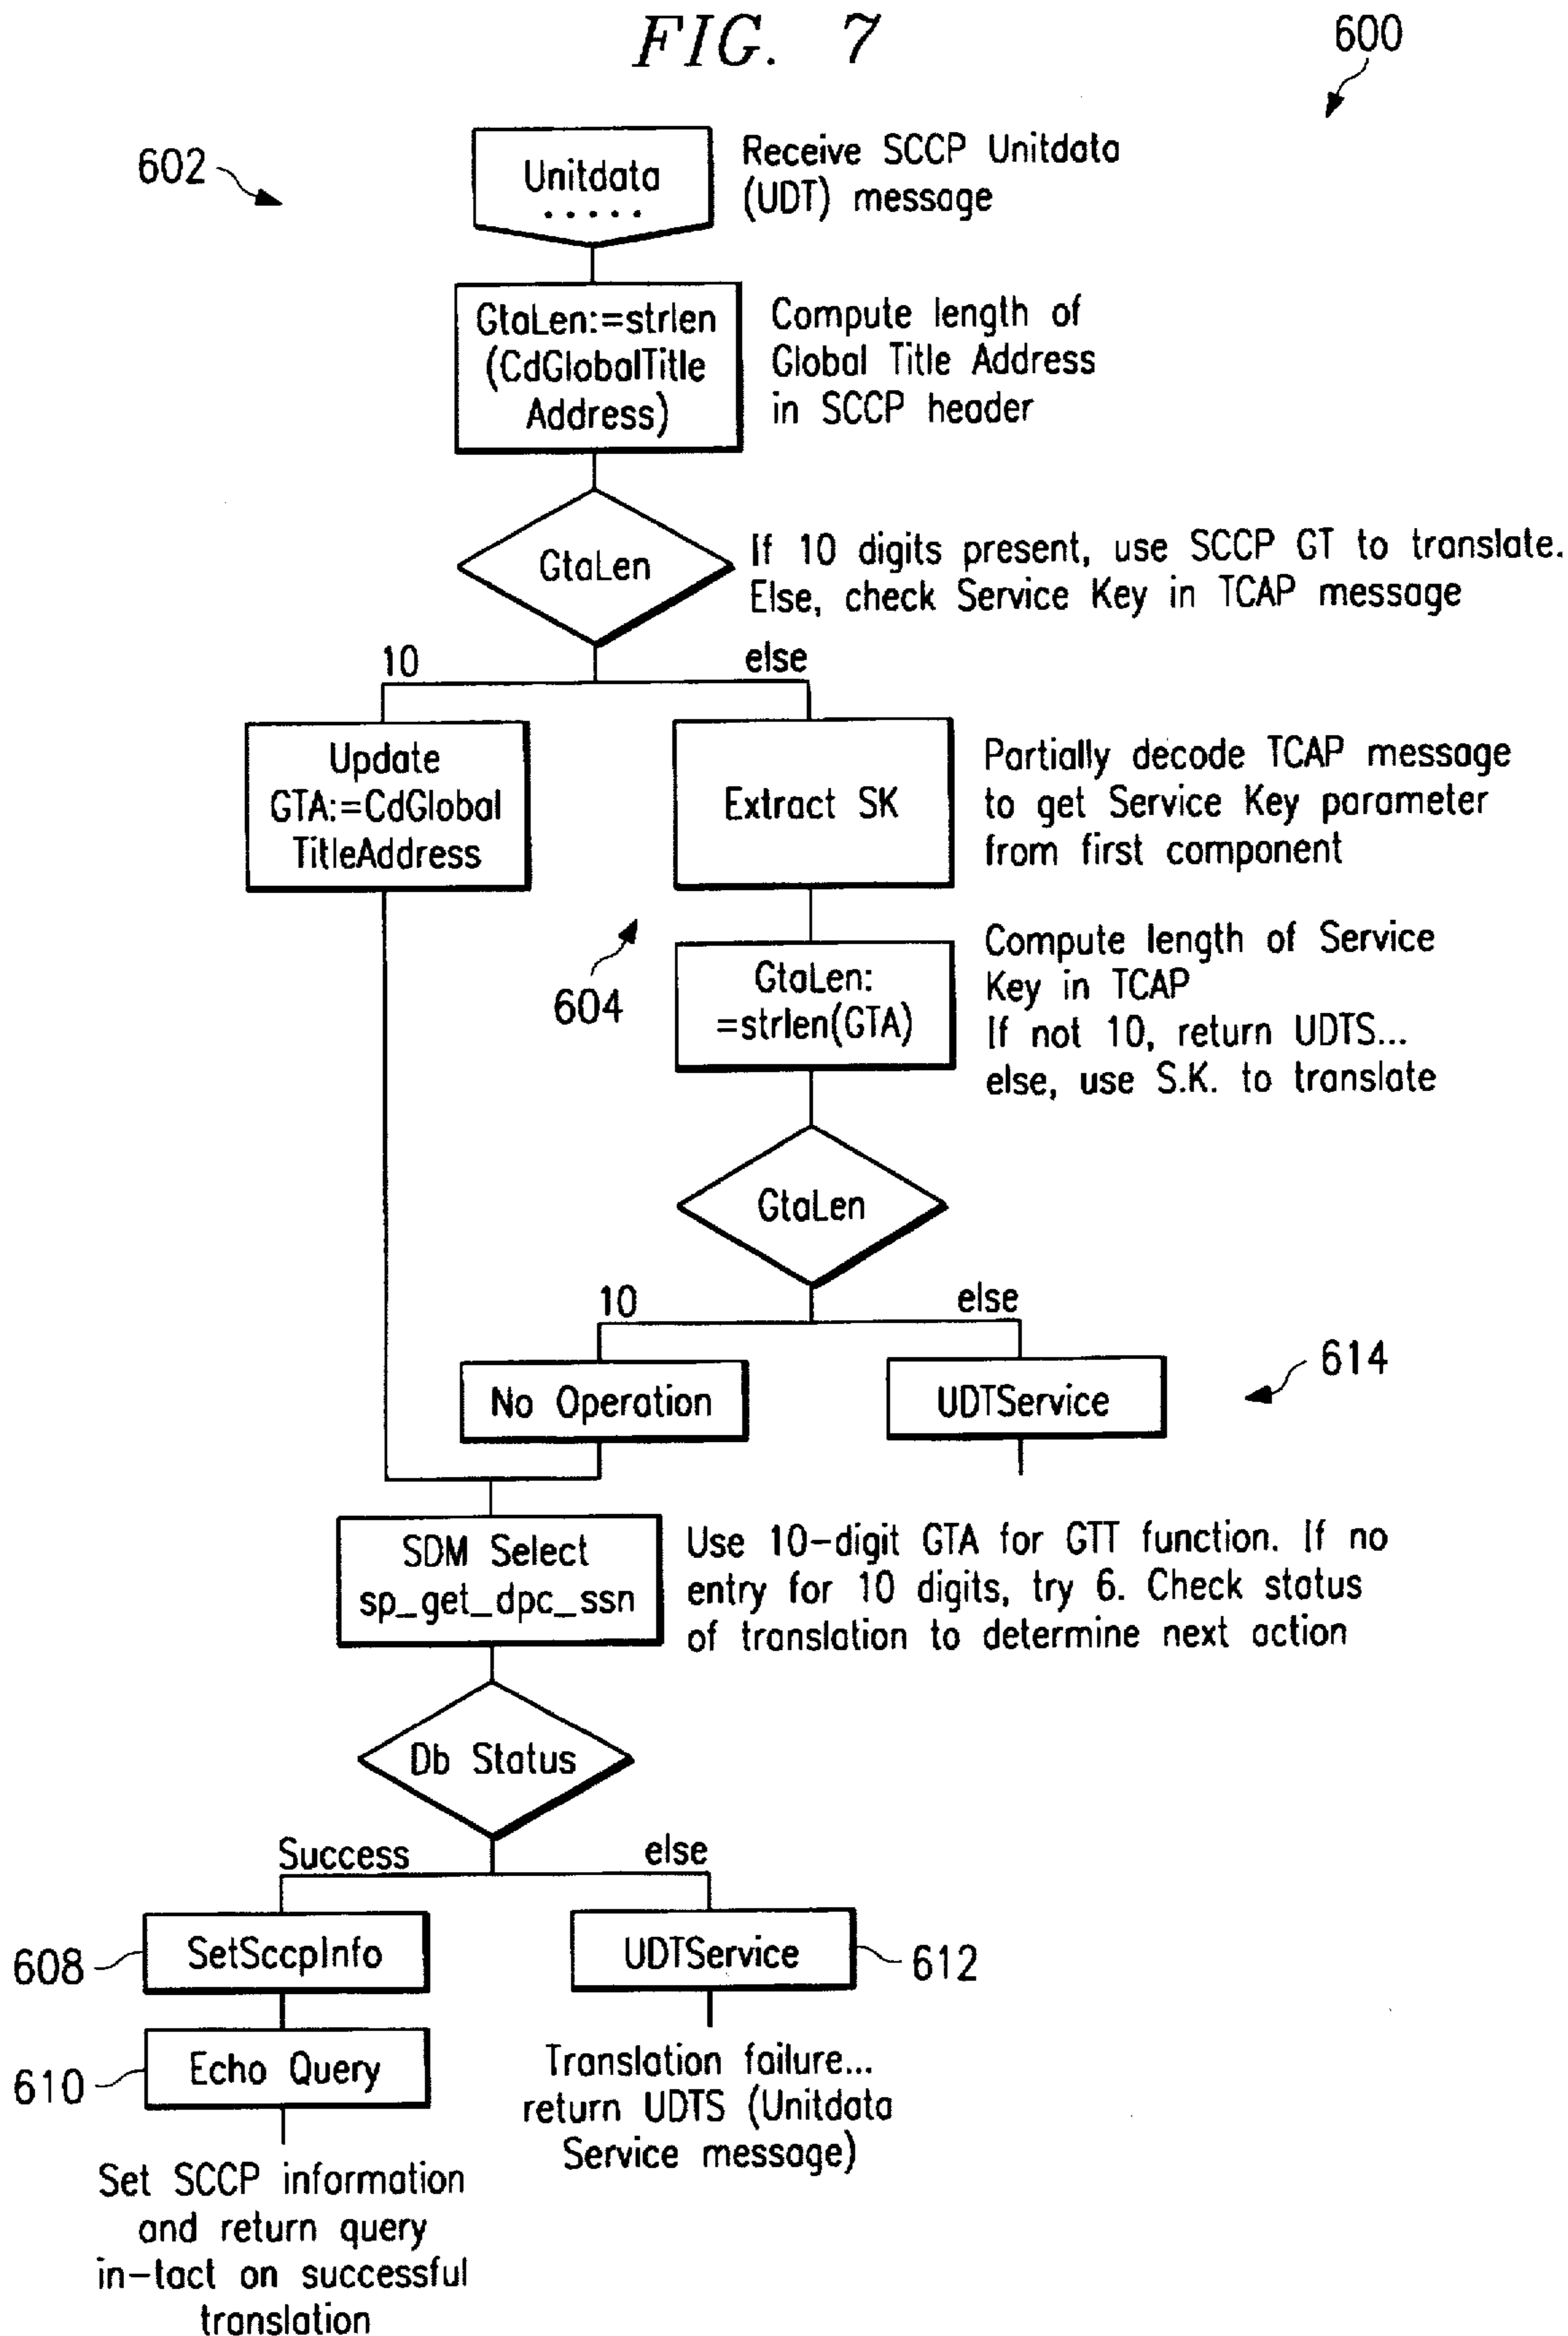 FIG. 7
600
602
Unitdata
.....
Receive SCCP Unitdata
(UDT) message
GtaLen:=strlen
(CdGlobalTitle
Address)
Compute length of
Global Title Address
in SCCP header
GtaLen
If 10 digits present, use SCCP GT to translate.
Else, check Service Key in TCAP message
10
else
Update
GTA:=CdGlobal
TitleAddress
Extract SK
Partially decode TCAP message
to get Service Key parameter
from first component
604
GtaLen:
=strlen(GTA)
Compute length of Service
Key in TCAP
If not 10, return UDTS...
else, use S.K. to translate
GtaLen
10
else
No Operation
UDTService
614
SDM Select
sp_get_dpc_ssn
Use 10-digit GTA for GTT function. If no
entry for 10 digits, try 6. Check status
of translation to determine next action
Db Status
Success
else
608
SetSccpInfo
UDTService
612
610
Echo Query
Translation failure...
return UDTS (Unitdata
Service message)
Set SCCP information
and return query
in-tact on successful
translation